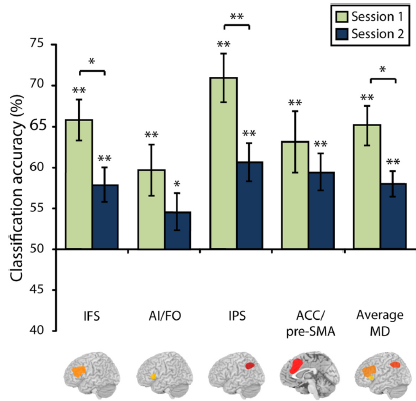 Session 1
Session 2
Classification accuracy (%)
75
70
65
60
55
50
45
40
** * **
** *
** ** **
** **
** * **
IFS
AI/FO
IPS
ACC/
pre-SMA
Average
MD